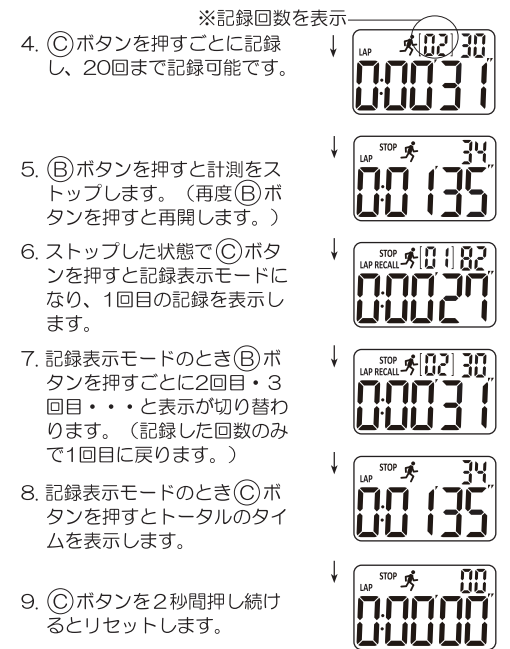 ※記録回数を表示
4. Ⓒボタンを押すごとに記録
し、20回まで記録可能です。
LAP [02] 30
0:00'31"
5. Ⓑボタンを押すと計測をス
トップします。（再度Ⓑボ
タンを押すと再開します。）
STOP
LAP 34
0:01'35"
6. ストップした状態でⒸボタ
ンを押すと記録表示モードに
なり、1回目の記録を表示し
ます。
STOP
LAP RECALL [01] 82
0:00'27"
7. 記録表示モードのときⒷボ
タンを押すごとに2回目・3
回目・・・と表示が切り替わ
ります。（記録した回数のみ
で1回目に戻ります。）
STOP
LAP RECALL [02] 30
0:00'31"
8. 記録表示モードのときⒸボ
タンを押すとトータルのタイ
ムを表示します。
STOP
LAP 34
0:01'35"
9. Ⓒボタンを2秒間押し続け
るとリセットします。
STOP
LAP 00
0:00'00"